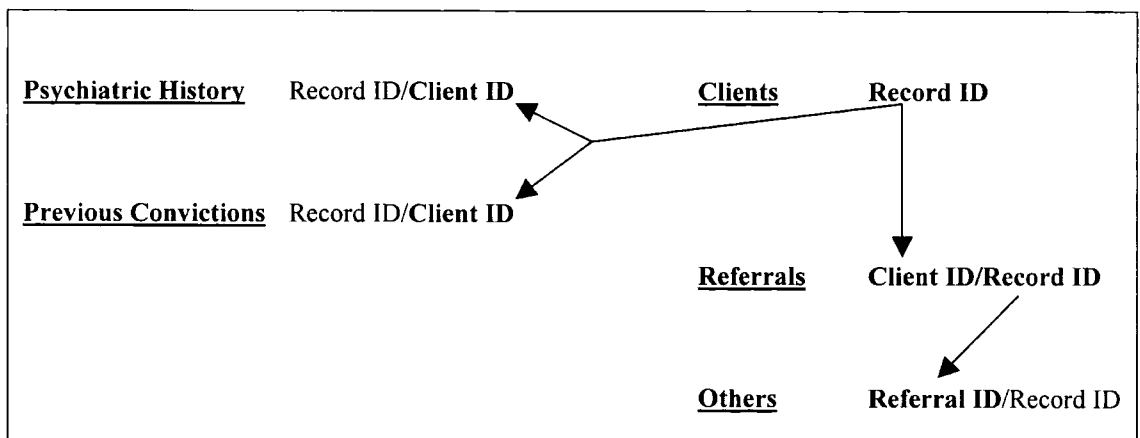 Psychiatric History Record ID/Client ID Clients Record ID
Previous Convictions Record ID/Client ID
Referrals Client ID/Record ID
Others Referral ID/Record ID